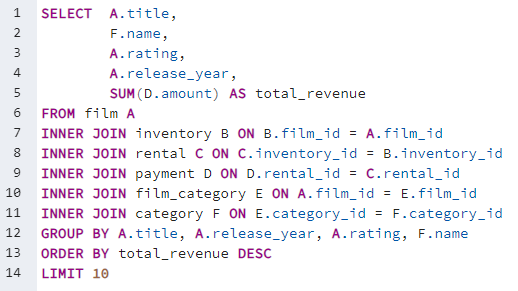 1 SELECT A.title,
2 F.name,
3 A.rating,
4 A.release_year,
5 SUM(D.amount) AS total_revenue
6 FROM film A
7 INNER JOIN inventory B ON B.film_id = A.film_id
8 INNER JOIN rental C ON C.inventory_id = B.inventory_id
9 INNER JOIN payment D ON D.rental_id = C.rental_id
10 INNER JOIN film_category E ON A.film_id = E.film_id
11 INNER JOIN category F ON E.category_id = F.category_id
12 GROUP BY A.title, A.release_year, A.rating, F.name
13 ORDER BY total_revenue DESC
14 LIMIT 10